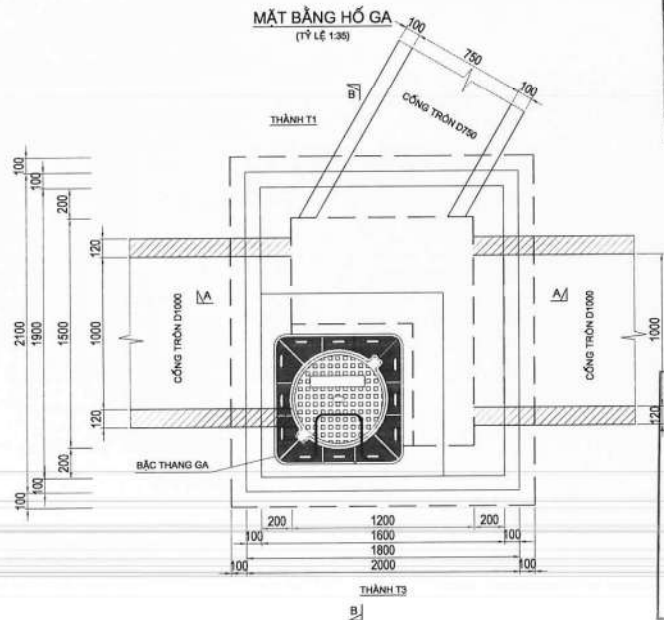 MẶT BẰNG HỐ GA
(TỶ LỆ 1:35)
100
750
100
B
CỐNG TRÒN D750
THÀNH T1
100
100
200
120
2100
1900
1500
1000
120
200
100
100
CỐNG TRÒN D1000
A
A
CỐNG TRÒN D1000
1000
120
BẬC THANG GA
200
1200
200
100
1600
100
1800
100
2000
100
THÀNH T3
B